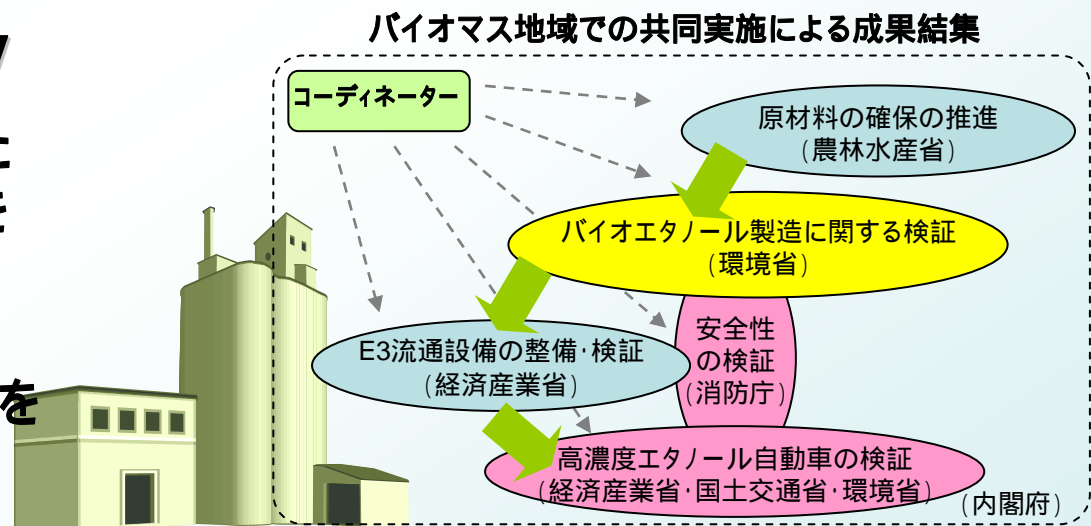 バイオマス地域での共同実施による成果結集
コーディネーター
原材料の確保の推進
(農林水産省)
バイオエタノール製造に関する検証
(環境省)
安全性
の検証
(消防庁)
E3流通設備の整備・検証
(経済産業省)
高濃度エタノール自動車の検証
(経済産業省・国土交通省・環境省)
(内閣府)
を